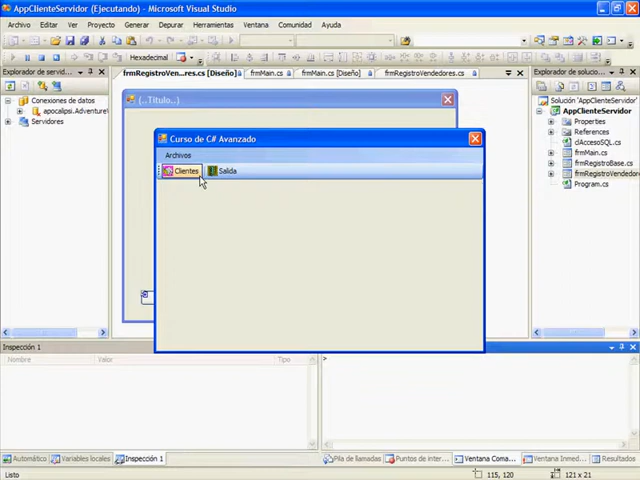 AppClienteServidor (Ejecutando) - Microsoft Visual Studio
Archivo Editar Ver Proyecto Generar Depurar Herramientas Ventana Comunidad Ayuda
Hexadecimal
Explorador de servid...
frmRegistroVen...res.cs [Diseño] frmMain.cs frmMain.cs [Diseño] frmRegistroVendedores.cs
Explorador de solución ...
Conexiones de datos
apocalipsi.Adventure
Servidores
(..Titulo..)
Solución 'AppClienteServidor'
AppClienteServidor
Properties
References
clAccesoSQL.cs
frmMain.cs
frmRegistroBase.cs
frmRegistroVendedore
Program.cs
Curso de C# Avanzado
Archivos
Clientes Salida
Inspección 1
Nombre Valor Tipo
>
Automático Variables locales Inspección 1
Pila de llamadas Puntos de inter... Ventana Coma... Ventana Inmed... Resultados
Listo
115, 120 121 x 21